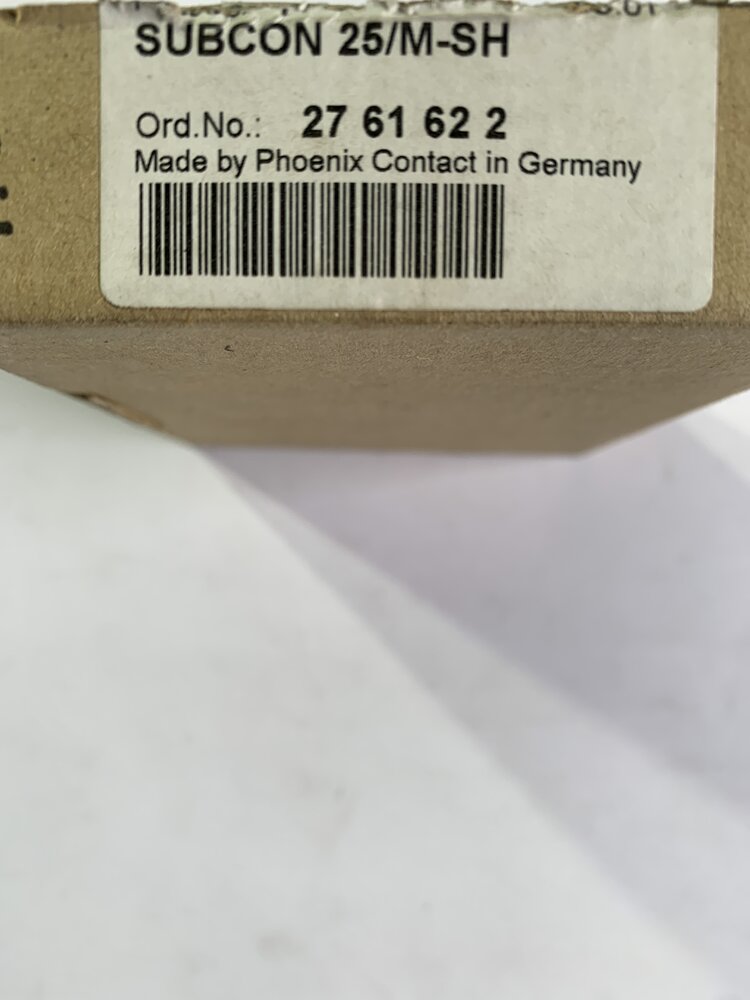 SUBCON 25/M-SH
Ord.No.: 27 61 62 2
Made by Phoenix Contact in Germany